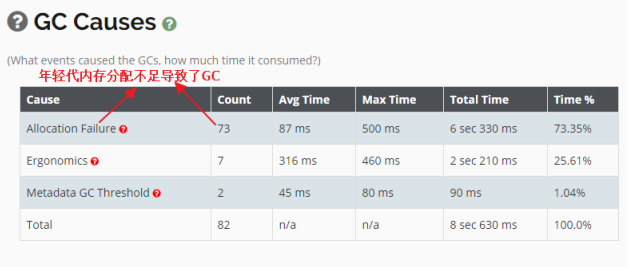 GC Causes
(What events caused the GCs, how much time it consumed?)
年轻代内存分配不足导致了GC
Cause Count Avg Time Max Time Total Time Time %
Allocation Failure 73 87 ms 500 ms 6 sec 330 ms 73.35%
Ergonomics 7 316 ms 460 ms 2 sec 210 ms 25.61%
Metadata GC Threshold 2 45 ms 80 ms 90 ms 1.04%
Total 82 n/a n/a 8 sec 630 ms 100.0%